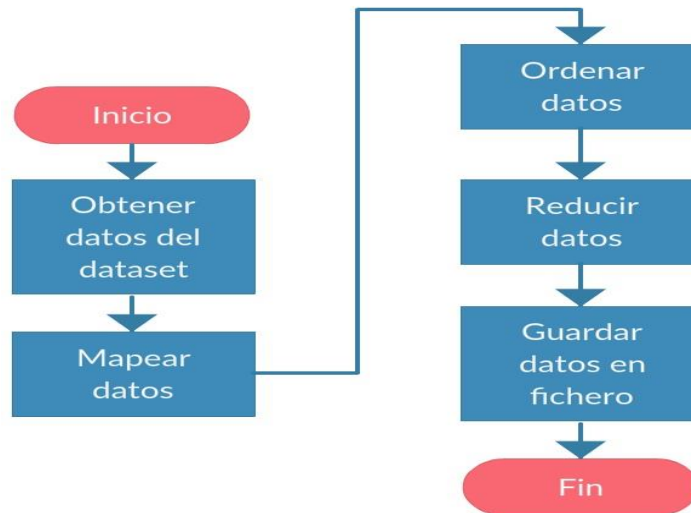 Inicio
Obtener
datos del
dataset
Mapear
datos
Ordenar
datos
Reducir
datos
Guardar
datos en
fichero
Fin